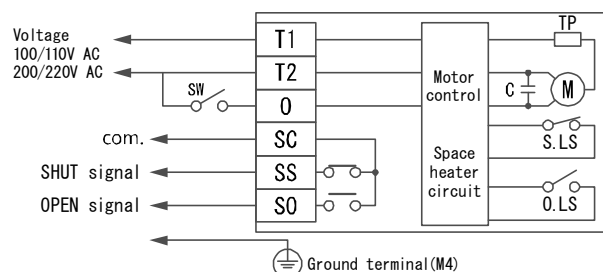 Voltage
100/110V AC
200/220V AC
SW
com.
SHUT signal
OPEN signal
T1
T2
O
SC
SS
SO
Motor
control
Space
heater
circuit
TP
C
M
S.LS
O.LS
Ground terminal(M4)